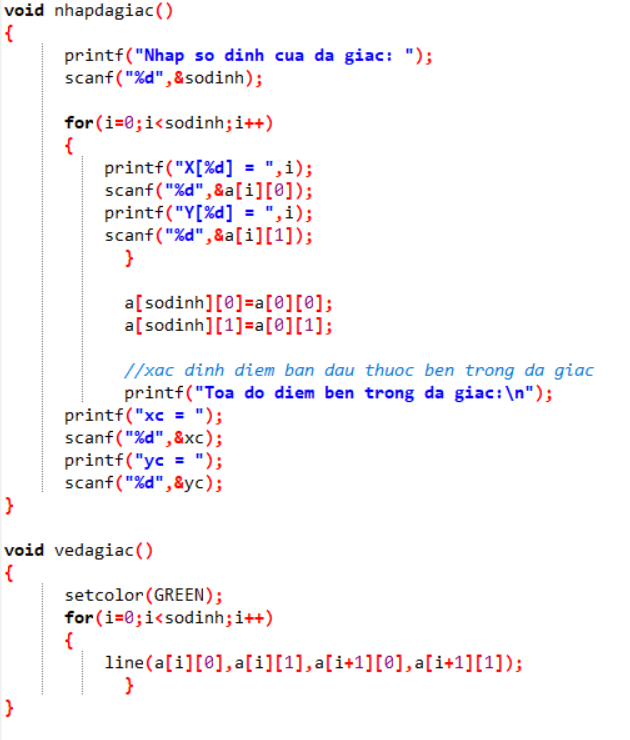 void nhapdagiac()
{
printf("Nhap so dinh cua da giac: ");
scanf("%d",&sodinh);
for(i=0;i<sodinh;i++)
{
printf("X[%d] = ",i);
scanf("%d",&a[i][0]);
printf("Y[%d] = ",i);
scanf("%d",&a[i][1]);
}
a[sodinh][0]=a[0][0];
a[sodinh][1]=a[0][1];
//xac dinh diem ban dau thuoc ben trong da giac
printf("Toa do diem ben trong da giac:\n");
printf("xc = ");
scanf("%d",&xc);
printf("yc = ");
scanf("%d",&yc);
}
void vedagiac()
{
setcolor(GREEN);
for(i=0;i<sodinh;i++)
{
line(a[i][0],a[i][1],a[i+1][0],a[i+1][1]);
}
}